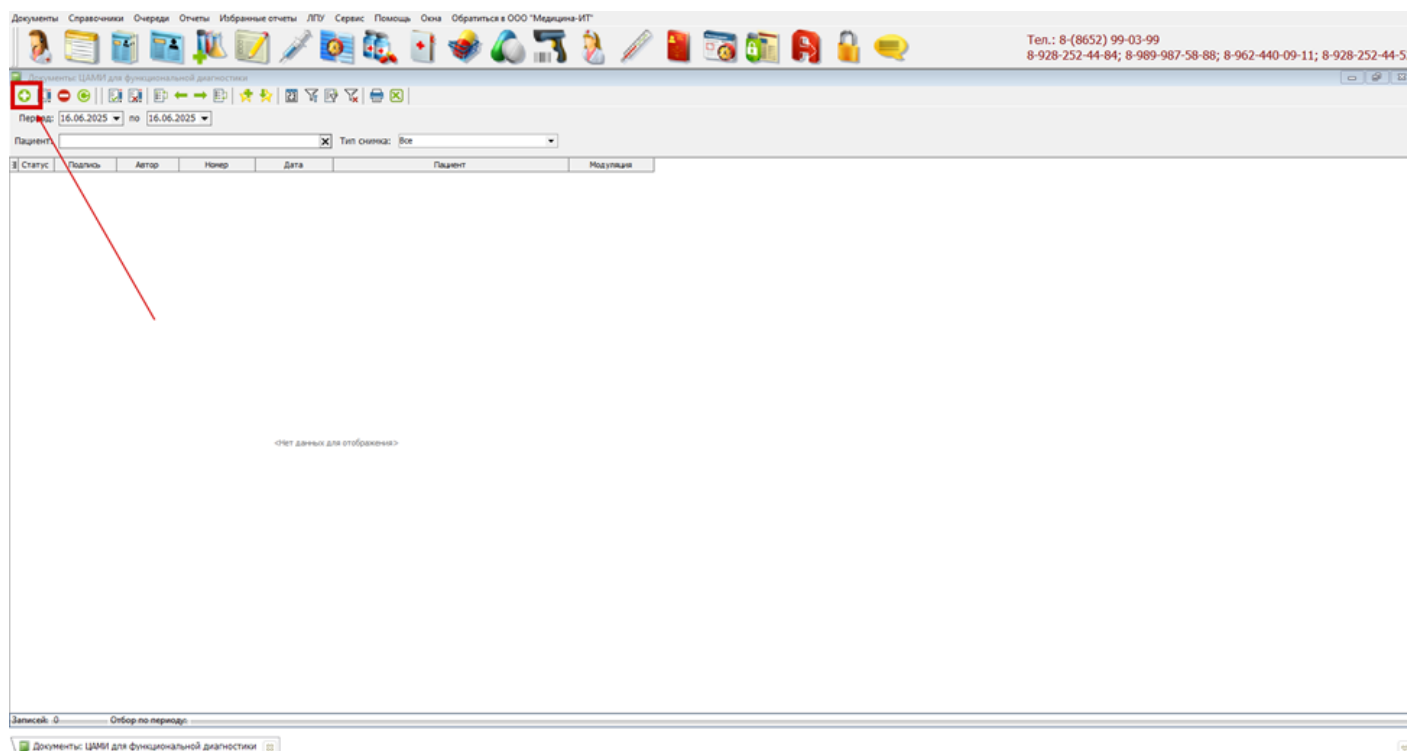 Документы Справочники Очереди Отчеты Избранные отчеты ЛПУ Сервис Помощь Окна Обратиться в ООО "Медицина-ИТ"
Тел.: 8-(8652) 99-03-99
8-928-252-44-84; 8-989-987-58-88; 8-962-440-09-11; 8-928-252-44-5
Документы: ЦАМИ для функциональной диагностики
Период: 16.06.2025 по 16.06.2025
Пациент: Тип снимка: Все
Статус Подпись Автор Номер Дата Пациент Модуляция
<Нет данных для отображения>
Записей: 0 Отбор по периоду:
Документы: ЦАМИ для функциональной диагностики